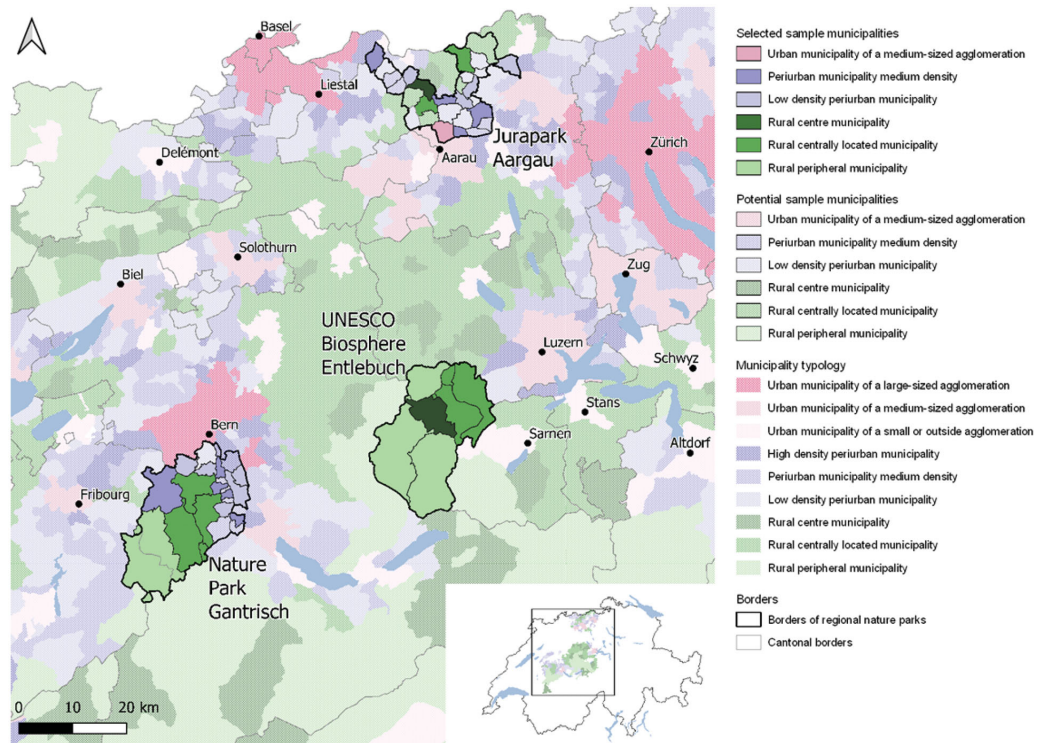 Basel
Liestal
Delémont
Aarau
Jurapark
Aargau
Zürich
Solothurn
Biel
Zug
UNESCO
Biosphere
Entlebuch
Luzern
Schwyz
Stans
Sarnen
Altdorf
Bern
Fribourg
Nature
Park
Gantrisch
0 10 20 km
Selected sample municipalities
Urban municipality of a medium-sized agglomeration
Periurban municipality medium density
Low density periurban municipality
Rural centre municipality
Rural centrally located municipality
Rural peripheral municipality
Potential sample municipalities
Urban municipality of a medium-sized agglomeration
Periurban municipality medium density
Low density periurban municipality
Rural centre municipality
Rural centrally located municipality
Rural peripheral municipality
Municipality typology
Urban municipality of a large-sized agglomeration
Urban municipality of a medium-sized agglomeration
Urban municipality of a small or outside agglomeration
High density periurban municipality
Periurban municipality medium density
Low density periurban municipality
Rural centre municipality
Rural centrally located municipality
Rural peripheral municipality
Borders
Borders of regional nature parks
Cantonal borders